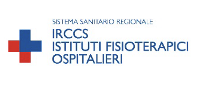 SISTEMA SANITARIO REGIONALE
IRCCS
ISTITUTI FISIOTERAPICI
OSPITALIERI